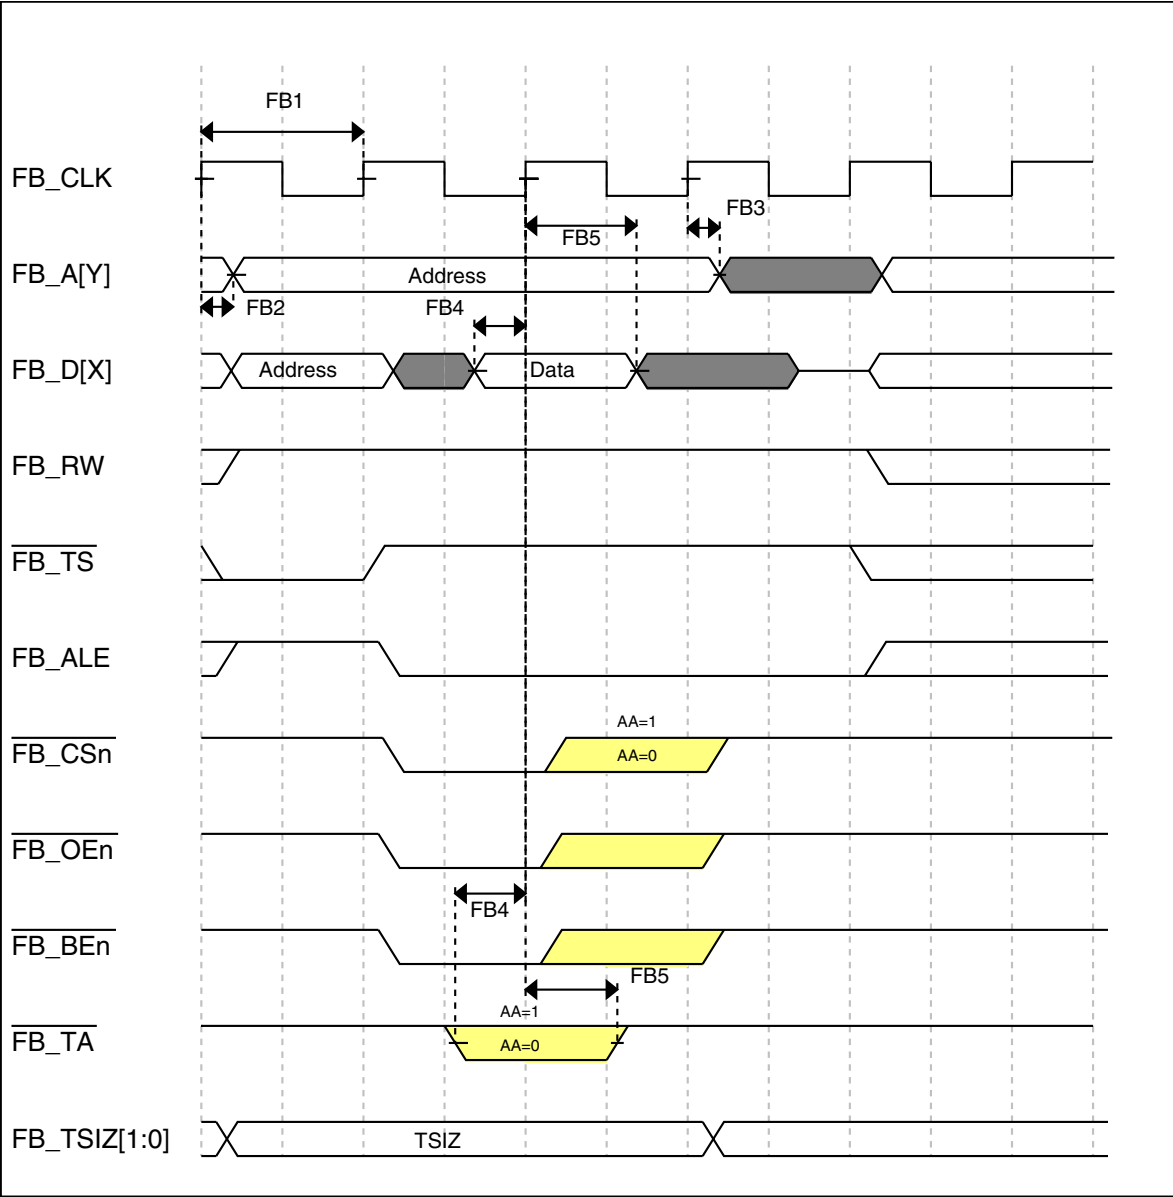 FB1
FB_CLK
FB3
FB5
FB_A[Y]
Address
FB2
FB4
FB_D[X]
Address
Data
FB_RW
FB_TS
FB_ALE
AA=1
FB_CSn
AA=0
FB_OEn
FB4
FB_BEn
FB5
AA=1
FB_TA
AA=0
FB_TSIZ[1:0]
TSIZ